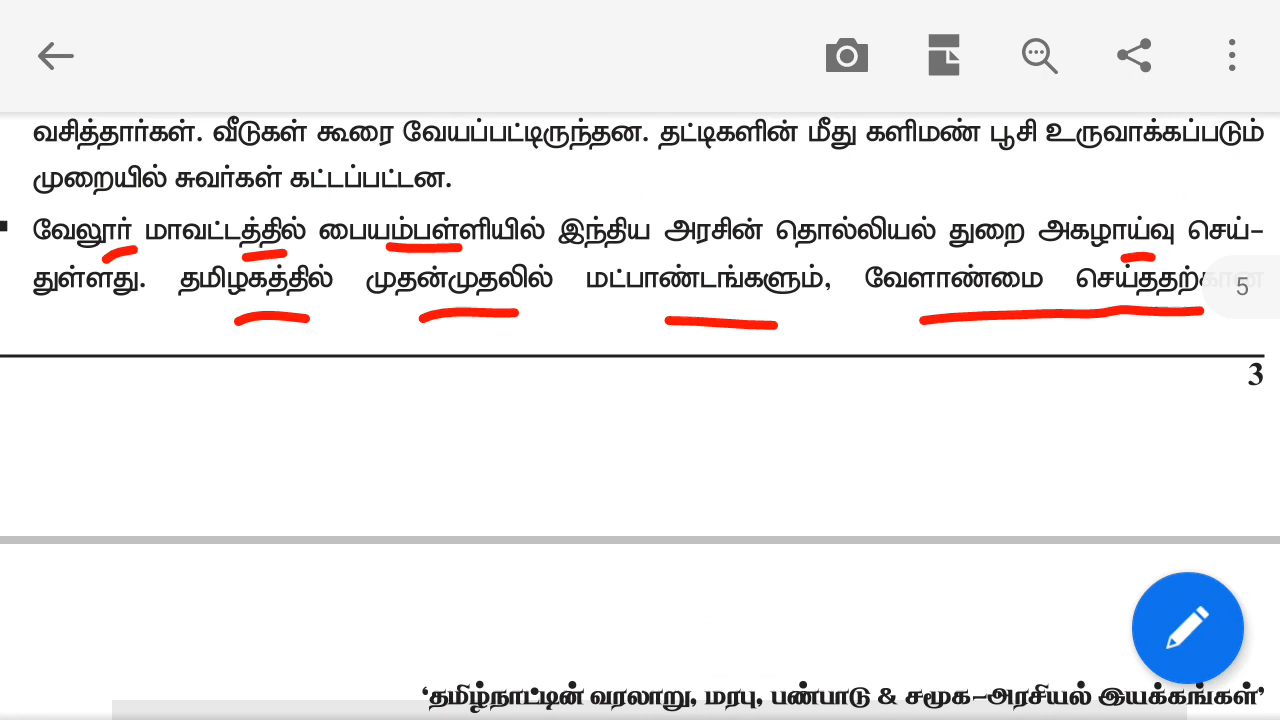 வசித்தார்கள். வீடுகள் கூரை வேயப்பட்டிருந்தன. தட்டிகளின் மீது களிமண் பூசி உருவாக்கப்படும்
முறையில் சுவர்கள் கட்டப்பட்டன.
வேலூர் மாவட்டத்தில் பையம்பள்ளியில் இந்திய அரசின் தொல்லியல் துறை அகழாய்வு செய்-
துள்ளது. தமிழகத்தில் முதன்முதலில் மட்பாண்டங்களும், வேளாண்மை செய்ததற்கான
5
3
‘தமிழ்நாட்டின் வரலாறு, மரபு, பண்பாடு & சமூக-அரசியல் இயக்கங்கள்’